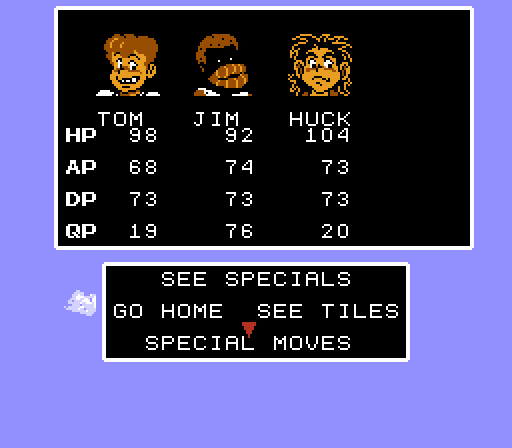 TOM JIM HUCK
HP 98 92 104
AP 68 74 73
DP 73 73 73
QP 19 76 20
SEE SPECIALS
GO HOME SEE TILES
SPECIAL MOVES